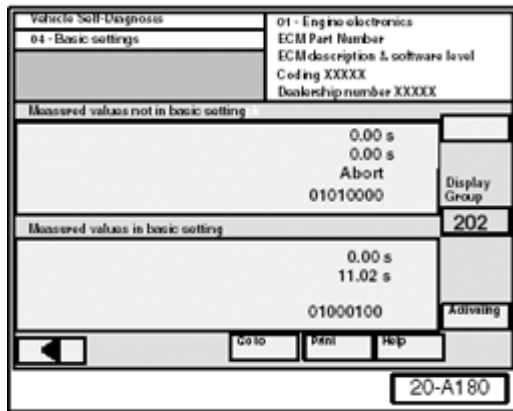 Vehicle Self-Diagnosis
04 - Basic settings
01 - Engine electronics
ECM Part Number
ECM description & software level
Coding XXXXX
Dealership number XXXXX
Measured values not in basic setting
0.00 s
0.00 s
Abort
01010000
Display
Group
202
Measured values in basic setting
0.00 s
11.02 s
01000100
Go to
Print
Help
20-A180